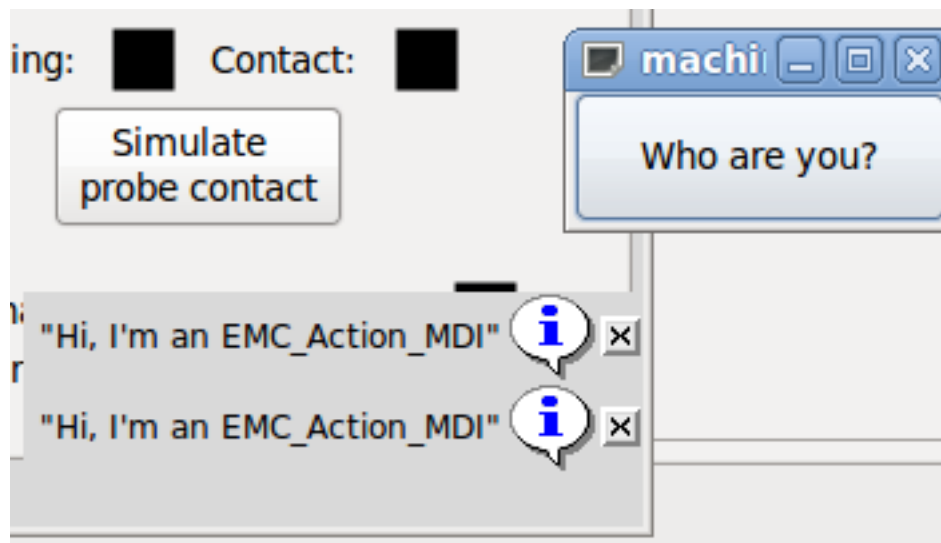 ing: Contact:
machi
Simulate
probe contact
Who are you?
"Hi, I'm an EMC_Action_MDI"
"Hi, I'm an EMC_Action_MDI"